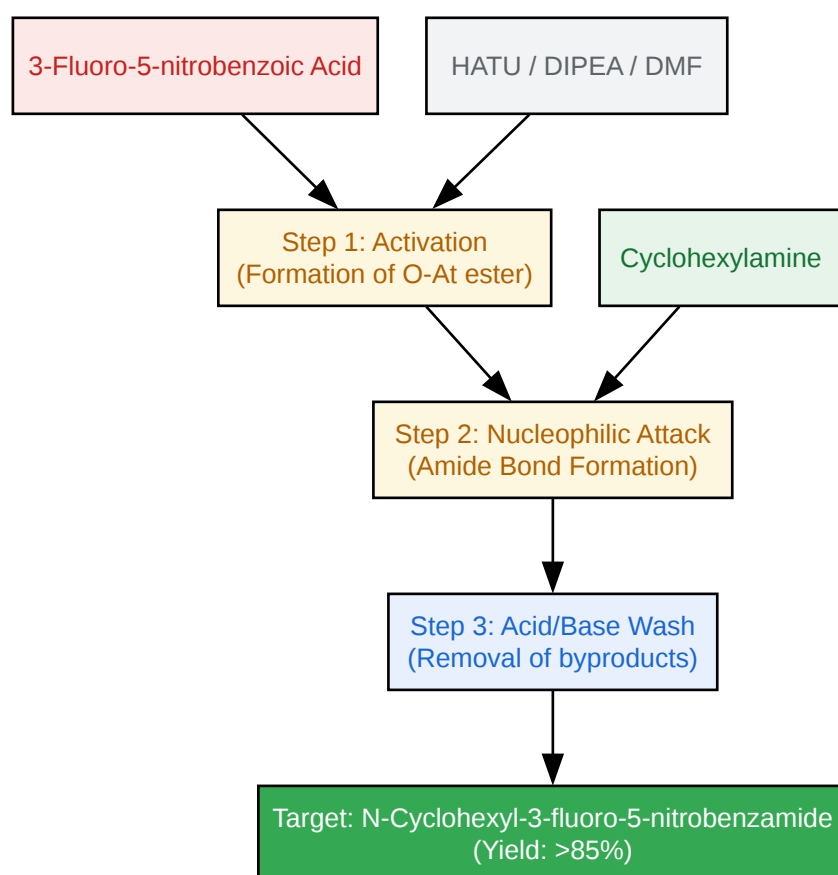 3-Fluoro-5-nitrobenzoic Acid
HATU / DIPEA / DMF
Step 1: Activation
(Formation of O-At ester)
Cyclohexylamine
Step 2: Nucleophilic Attack
(Amide Bond Formation)
Step 3: Acid/Base Wash
(Removal of byproducts)
Target: N-Cyclohexyl-3-fluoro-5-nitrobenzamide
(Yield: >85%)